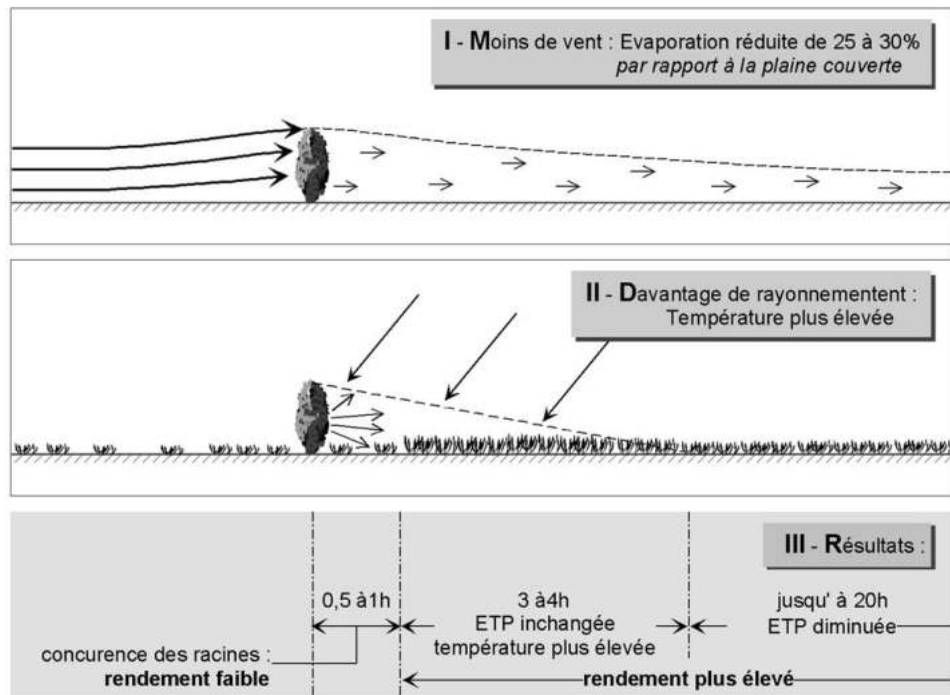 I - Moins de vent : Evaporation réduite de 25 à 30%
par rapport à la plaine couverte
II - Davantage de rayonnementent :
Température plus élevée
III - Résultats :
0,5 à1h
3 à4h
ETP inchangée
température plus élevée
jusqu' à 20h
ETP diminuée
concurence des racines :
rendement faible
rendement plus élevé